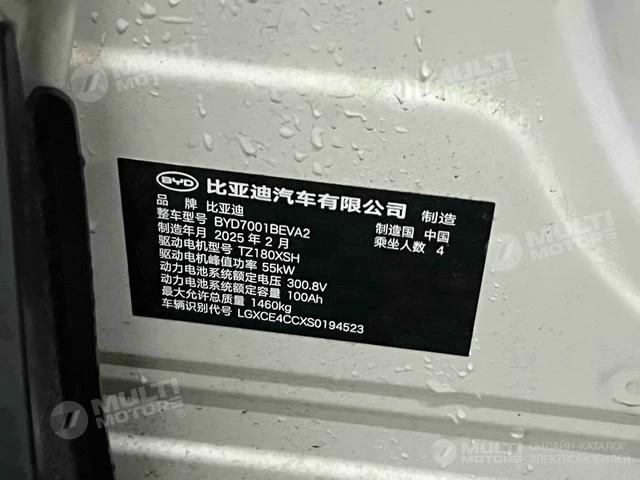 BYD 比亚迪汽车有限公司 制造
品 牌 比亚迪
整车型号 BYD7001BEVA2 制造国 中国
制造年月 2025 年 2 月 乘坐人数 4
驱动电机型号 TZ180XSH
驱动电机峰值功率 55kW
动力电池系统额定电压 300.8V
动力电池系统额定容量 100Ah
最大允许总质量 1460kg
车辆识别代号 LGXCE4CCXS0194523
MULTI MOTORS
MULTI MOTORS
MULTI MOTORS
MULTI MOTORS
MULTI MOTORS ОНЛАЙН-КАТАЛОГ
ЭЛЕКТРОМОБИЛЕЙ